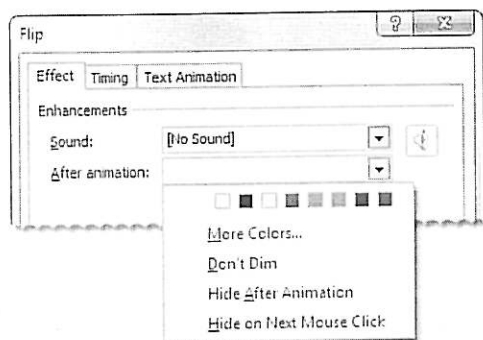 Flip
Effect Timing Text Animation
Enhancements
Sound: [No Sound]
After animation:
More Colors...
Don't Dim
Hide After Animation
Hide on Next Mouse Click